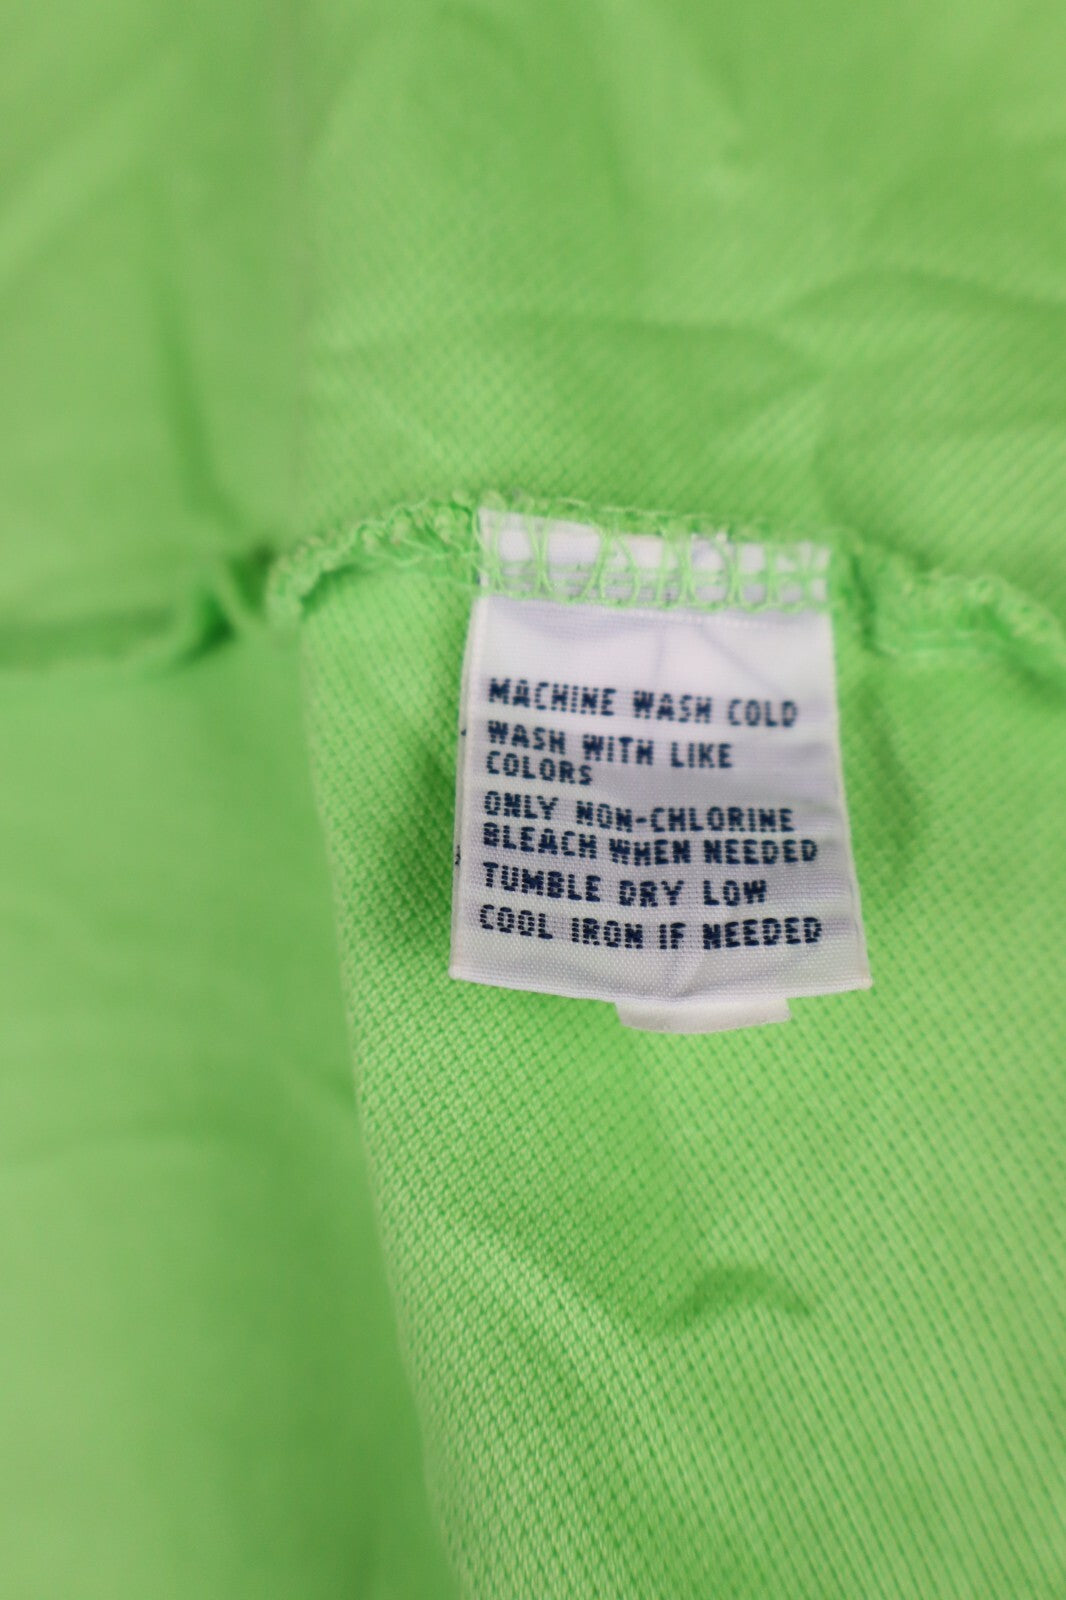 MACHINE WASH COLD
WASH WITH LIKE
COLORS
ONLY NON-CHLORINE
BLEACH WHEN NEEDED
TUMBLE DRY LOW
COOL IRON IF NEEDED